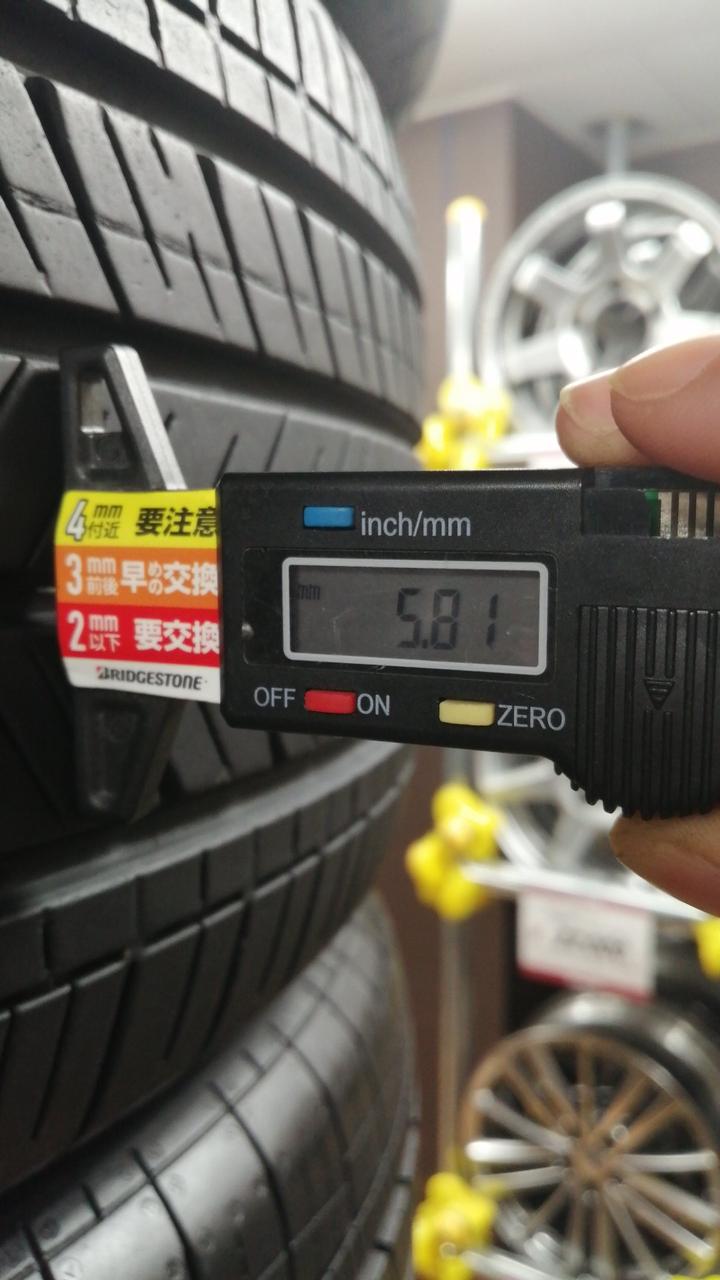 4mm付近 要注意
3mm前後 早めの交換
2mm以下 要交換
BRIDGESTONE
inch/mm
mm 5.81
OFF ON ZERO